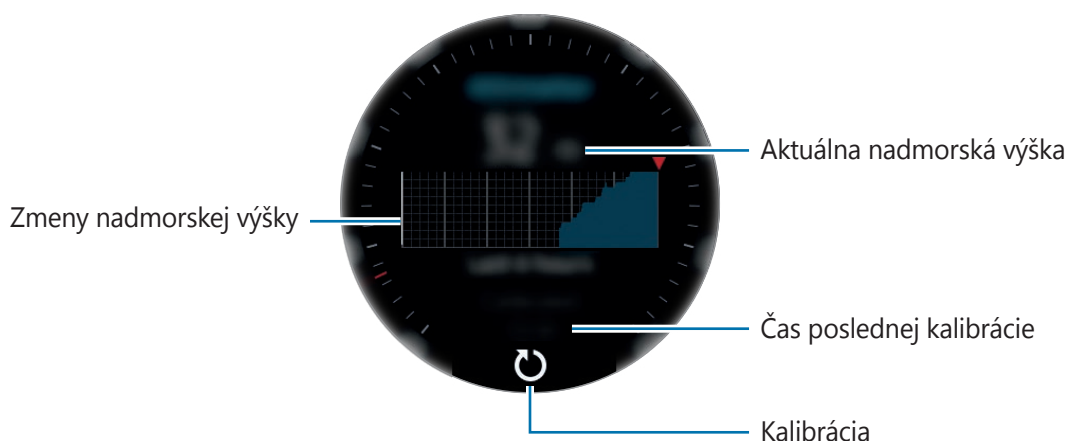 Aktuálna nadmorská výška
Zmeny nadmorskej výšky
Čas poslednej kalibrácie
Kalibrácia